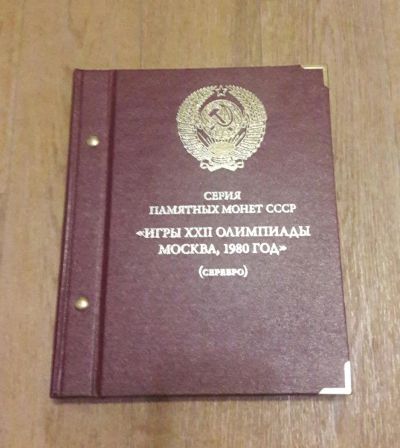 СЕРИЯ
ПАМЯТНЫХ МОНЕТ СССР
«ИГРЫ XXII ОЛИМПИАДЫ
МОСКВА, 1980 ГОД»
(СЕРЕБРО)